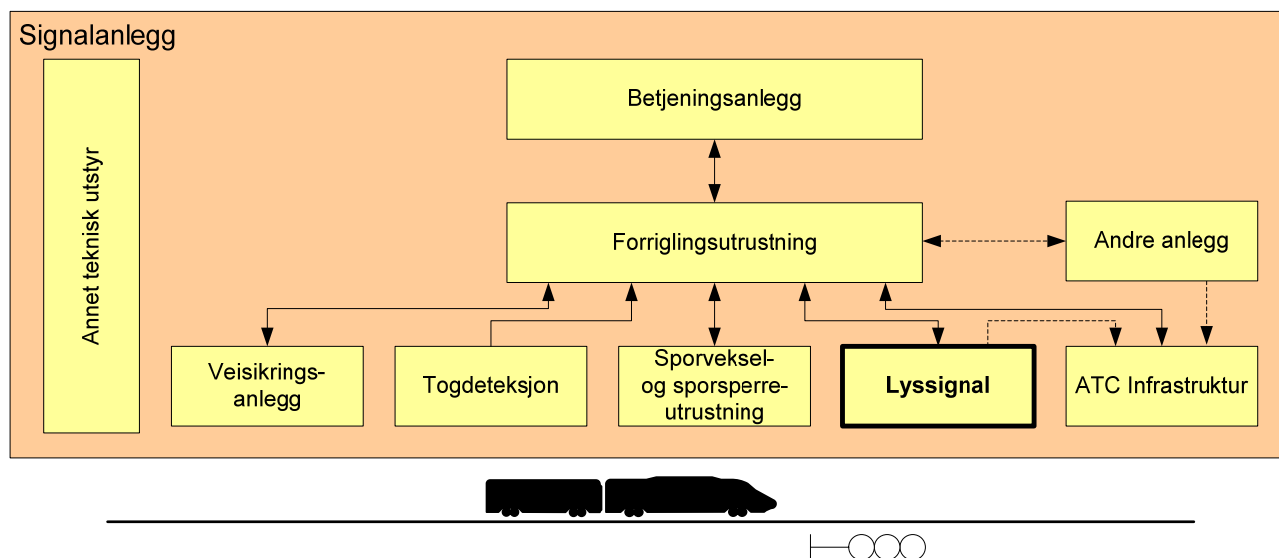 Signalanlegg
Annet teknisk utstyr
Betjeningsanlegg
Forriglingsutrustning
Andre anlegg
Veisikrings-
anlegg
Togdeteksjon
Sporveksel-
og sporsperre-
utrustning
Lyssignal
ATC Infrastruktur